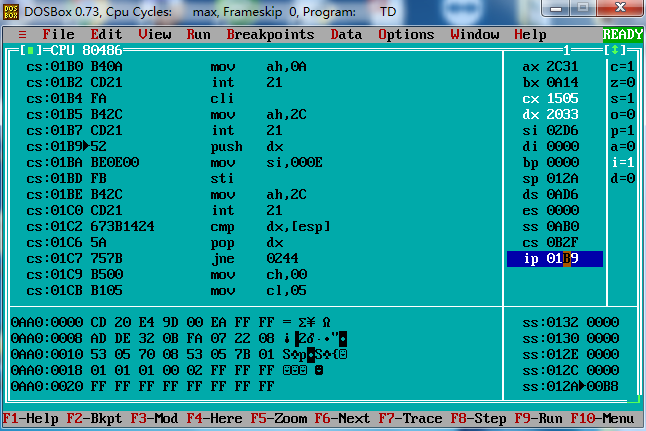 DOSBox 0.73, Cpu Cycles: max, Frameskip 0, Program: TD
≡ File Edit View Run Breakpoints Data Options Window Help READY
[■]=CPU 80486 1 [↕]
cs:01B0 B40A mov ah,0A ax 2C31 c=1
cs:01B2 CD21 int 21 bx 0A14 z=0
cs:01B4 FA cli cx 1505 s=1
cs:01B5 B42C mov ah,2C dx 2033 o=0
cs:01B7 CD21 int 21 si 02D6 p=1
cs:01B9▶52 push dx di 0000 a=0
cs:01BA BE0E00 mov si,000E bp 0000 i=1
cs:01BD FB sti sp 012A d=0
cs:01BE B42C mov ah,2C ds 0AD6
cs:01C0 CD21 int 21 es 0000
cs:01C2 673B1424 cmp dx,[esp] ss 0AB0
cs:01C6 5A pop dx cs 0B2F
cs:01C7 757B jne 0244 ip 01B9
cs:01C9 B500 mov ch,00
cs:01CB B105 mov cl,05
0AA0:0000 CD 20 E4 9D 00 EA FF FF = Σ¥ Ω ss:0132 0000
0AA0:0008 AD DE 32 0B FA 07 22 08 ss:0130 0000
0AA0:0010 53 05 70 08 53 05 7B 01 S♣p◘S♣{☺ ss:012E 0000
0AA0:0018 01 01 01 00 02 FF FF FF ☺☺☺ ☻ ss:012C 0000
0AA0:0020 FF FF FF FF FF FF FF FF ss:012A▶00B8
F1-Help F2-Bkpt F3-Mod F4-Here F5-Zoom F6-Next F7-Trace F8-Step F9-Run F10-Menu